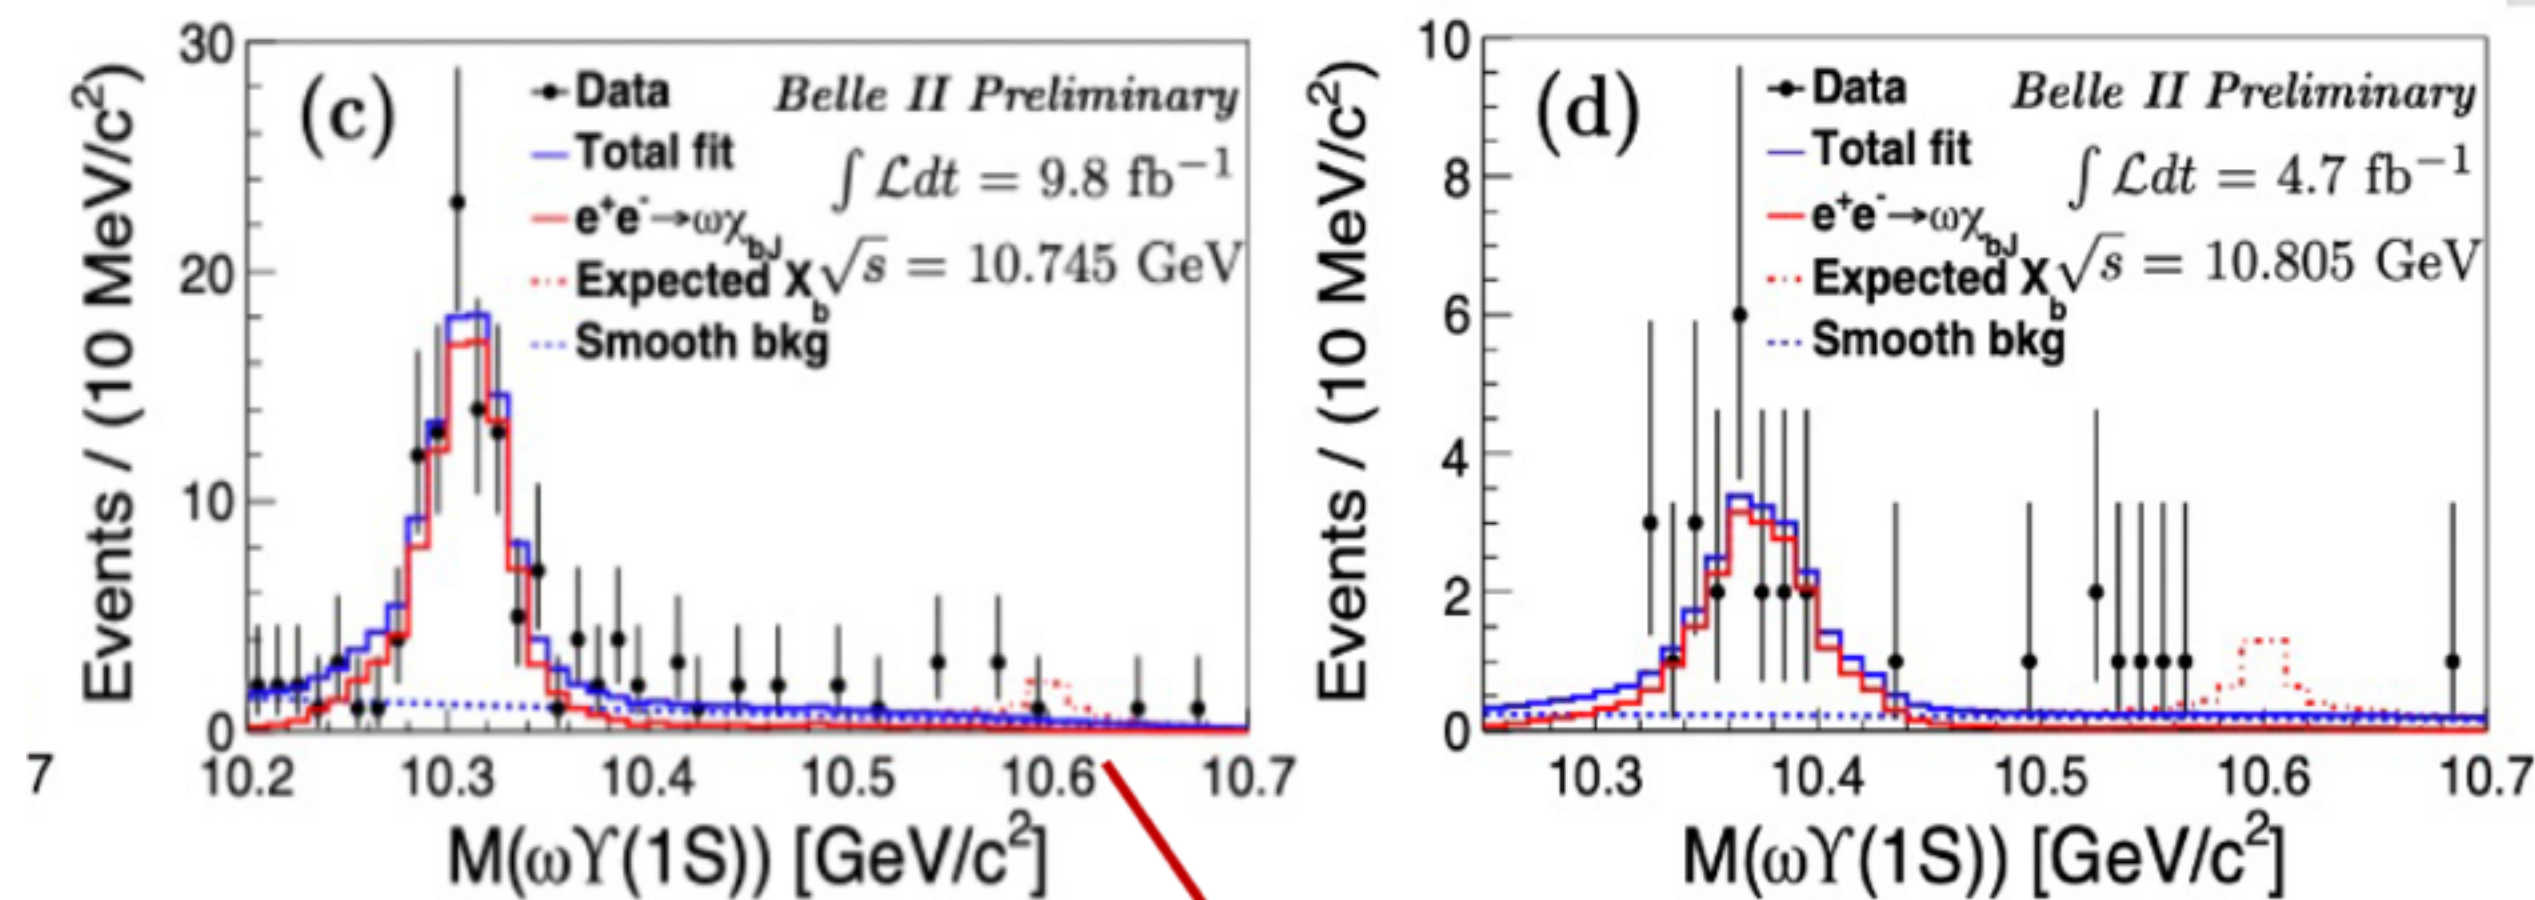 30
20
10
0
Events / (10 MeV/c²)
(c)
Data
Total fit
e⁺e⁻→ωχ_bJ
Expected X_b
Smooth bkg
Belle II Preliminary
∫ℒdt = 9.8 fb⁻¹
√s = 10.745 GeV
7
10.2 10.3 10.4 10.5 10.6 10.7
M(ωϒ(1S)) [GeV/c²]
10
8
6
4
2
0
Events / (10 MeV/c²)
(d)
Data
Total fit
e⁺e⁻→ωχ_bJ
Expected X_b
Smooth bkg
Belle II Preliminary
∫ℒdt = 4.7 fb⁻¹
√s = 10.805 GeV
10.3 10.4 10.5 10.6 10.7
M(ωϒ(1S)) [GeV/c²]